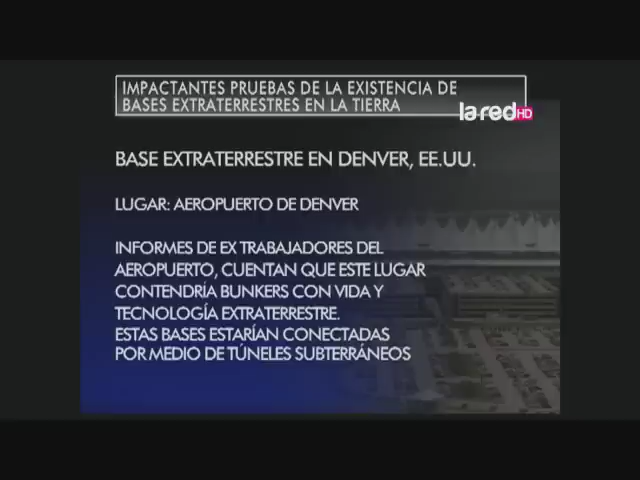 IMPACTANTES PRUEBAS DE LA EXISTENCIA DE
BASES EXTRATERRESTRES EN LA TIERRA
la red HD
BASE EXTRATERRESTRE EN DENVER, EE.UU.
LUGAR: AEROPUERTO DE DENVER
INFORMES DE EX TRABAJADORES DEL
AEROPUERTO, CUENTAN QUE ESTE LUGAR
CONTENDRÍA BUNKERS CON VIDA Y
TECNOLOGÍA EXTRATERRESTRE.
ESTAS BASES ESTARÍAN CONECTADAS
POR MEDIO DE TÚNELES SUBTERRÁNEOS